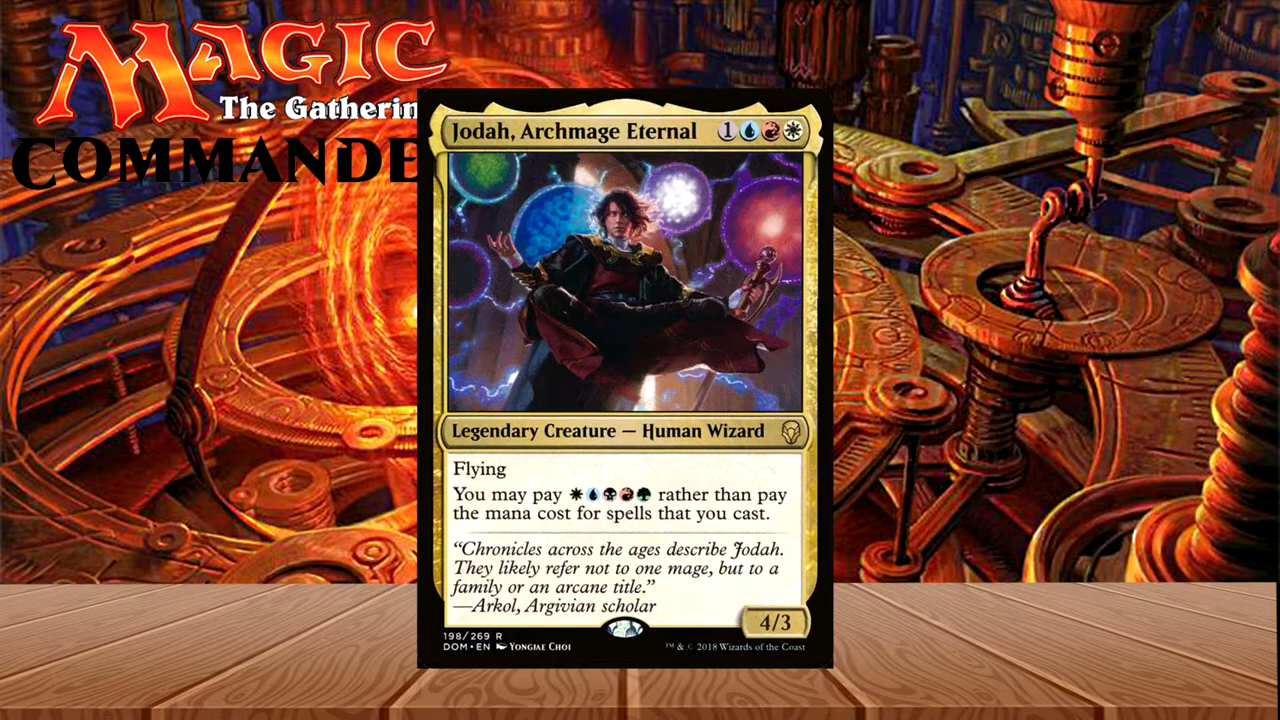 MAGIC
The Gatherin
COMMANDE
Jodah, Archmage Eternal 1
Legendary Creature — Human Wizard
Flying
You may pay rather than pay
the mana cost for spells that you cast.
“Chronicles across the ages describe Jodah.
They likely refer not to one mage, but to a
family or an arcane title.”
—Arkol, Argivian scholar
4/3
198/269 R
DOM • EN Yongjae Choi
™ & © 2018 Wizards of the Coast